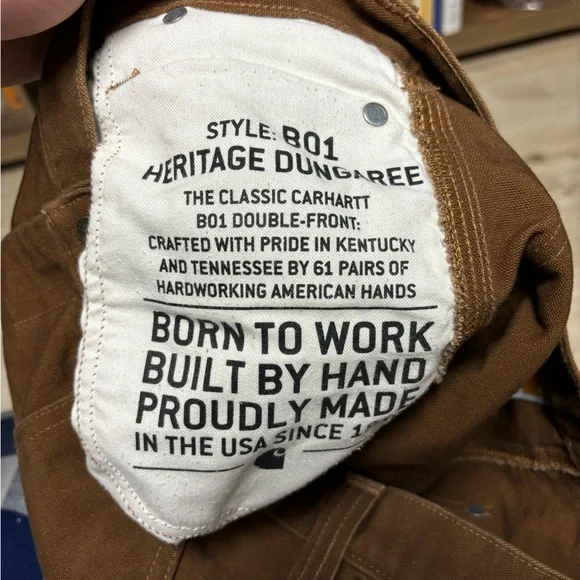 STYLE: B01
HERITAGE DUNGAREE
THE CLASSIC CARHARTT
B01 DOUBLE-FRONT:
CRAFTED WITH PRIDE IN KENTUCKY
AND TENNESSEE BY 61 PAIRS OF
HARDWORKING AMERICAN HANDS
BORN TO WORK
BUILT BY HAND
PROUDLY MADE
IN THE USA SINCE